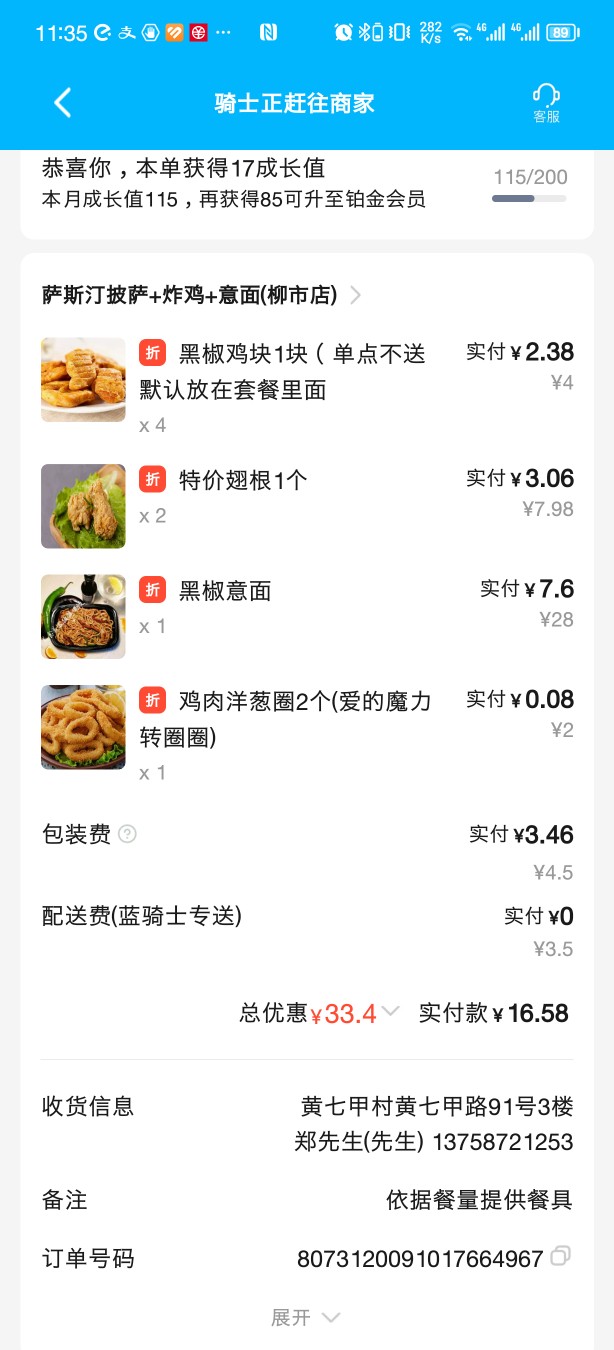 11:35
282
K/s
4G
4G
89
骑士正赶往商家
客服
恭喜你，本单获得17成长值
115/200
本月成长值115，再获得85可升至铂金会员
萨斯汀披萨+炸鸡+意面(柳市店)
折 黑椒鸡块1块（ 单点不送 实付 ¥ 2.38
默认放在套餐里面 ¥4
x 4
折 特价翅根1个 实付 ¥ 3.06
x 2 ¥7.98
折 黑椒意面 实付 ¥ 7.6
x 1 ¥28
折 鸡肉洋葱圈2个(爱的魔力 实付 ¥ 0.08
转圈圈) ¥2
x 1
包装费 ? 实付 ¥3.46
¥4.5
配送费(蓝骑士专送) 实付 ¥0
¥3.5
总优惠 ¥33.4 实付款 ¥ 16.58
收货信息 黄七甲村黄七甲路91号3楼
郑先生(先生) 13758721253
备注 依据餐量提供餐具
订单号码 8073120091017664967
展开